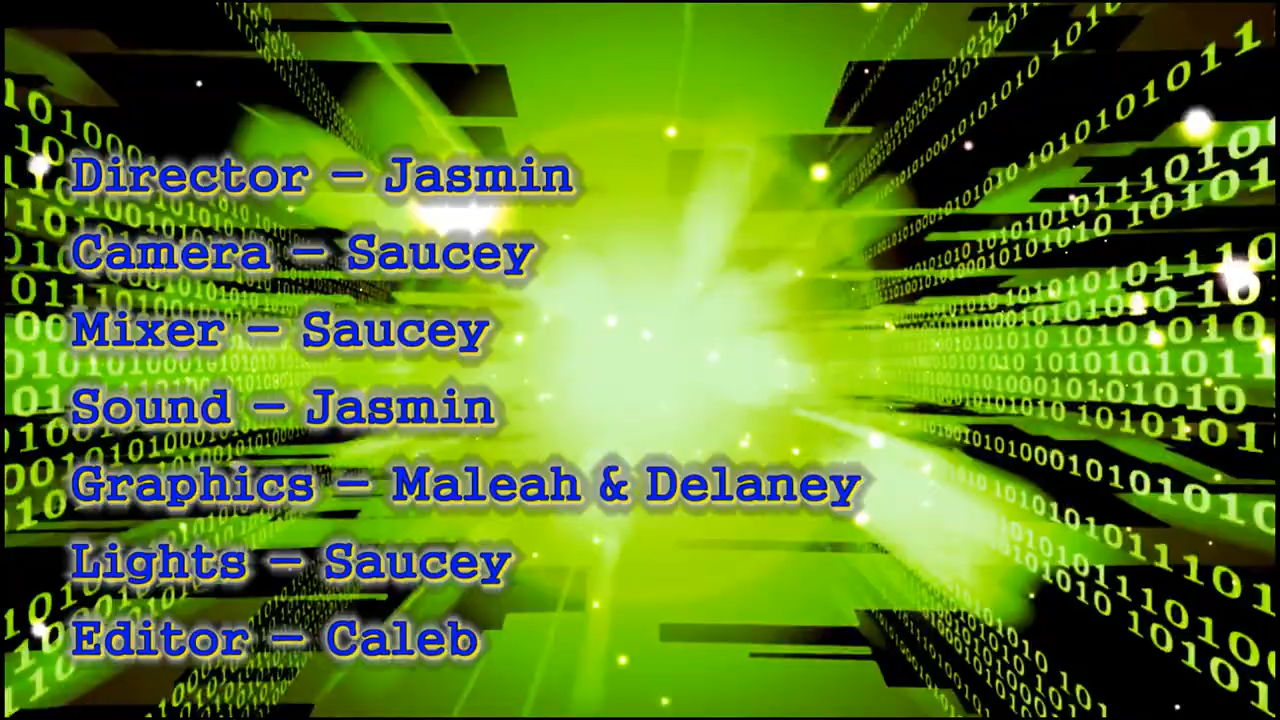 Director – Jasmin
Camera – Saucey
Mixer – Saucey
Sound – Jasmin
Graphics – Maleah & Delaney
Lights – Saucey
Editor – Caleb